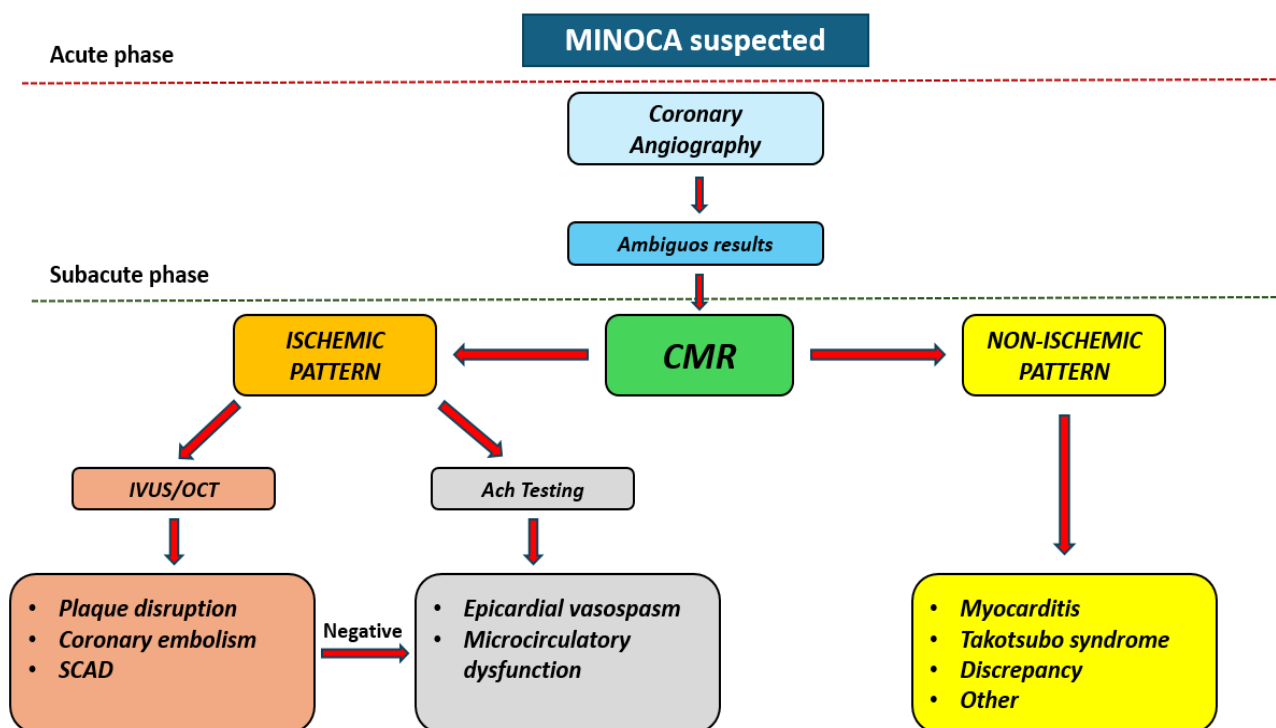 MINOCA suspected
Acute phase
Coronary
Angiography
Ambiguos results
Subacute phase
ISCHEMIC
PATTERN
CMR
NON-ISCHEMIC
PATTERN
IVUS/OCT
Ach Testing
• Plaque disruption
• Coronary embolism
• SCAD
Negative
• Epicardial vasospasm
• Microcirculatory
dysfunction
• Myocarditis
• Takotsubo syndrome
• Discrepancy
• Other